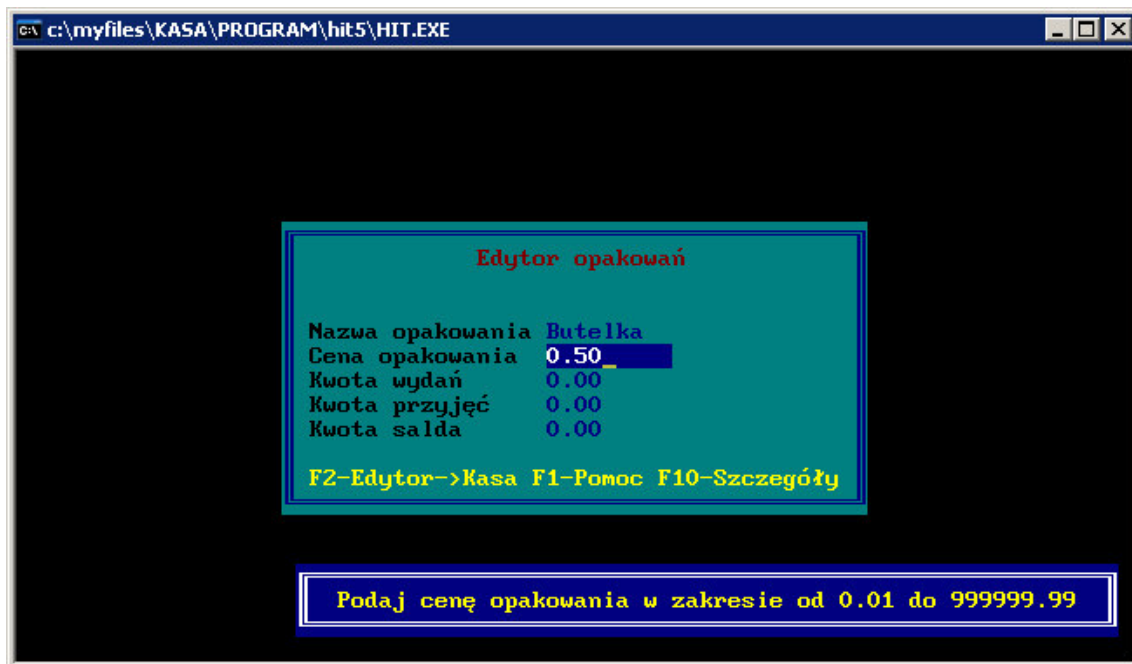 c:\myfiles\KASA\PROGRAM\hit5\HIT.EXE
Edytor opakowań
Nazwa opakowania Butelka
Cena opakowania 0.50_
Kwota wydań 0.00
Kwota przyjęć 0.00
Kwota salda 0.00
F2-Edytor->Kasa F1-Pomoc F10-Szczegóły
Podaj cenę opakowania w zakresie od 0.01 do 999999.99